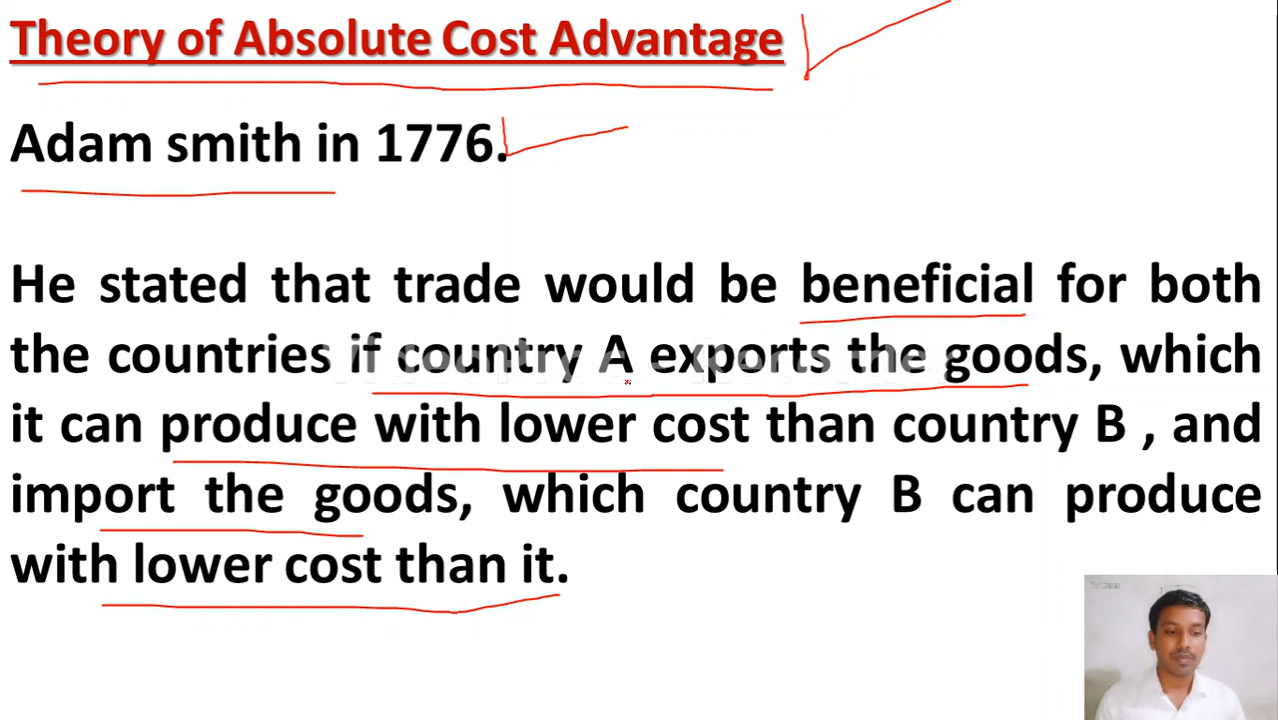 Theory of Absolute Cost Advantage
Adam smith in 1776.
He stated that trade would be beneficial for both
the countries if country A exports the goods, which
it can produce with lower cost than country B , and
import the goods, which country B can produce
with lower cost than it.